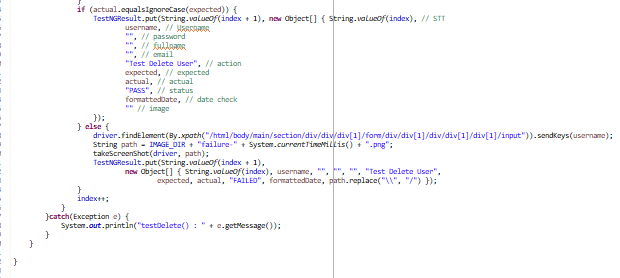 }
if (actual.equalsIgnoreCase(expected)) {
TestNGResult.put(String.valueOf(index + 1), new Object[] { String.valueOf(index), // STT
username, // Username
"", // password
"", // fullname
"", // email
"Test Delete User", // action
expected, // expected
actual, // actual
"PASS", // status
formattedDate, // date check
"" // image
});
} else {
driver.findElement(By.xpath("/html/body/main/section/div/div/div[1]/form/div/div[1]/div/div[1]/div[1]/input")).sendKeys(username);
String path = IMAGE_DIR + "failure-" + System.currentTimeMillis() + ".png";
takeScreenShot(driver, path);
TestNGResult.put(String.valueOf(index + 1),
new Object[] { String.valueOf(index), username, "", "", "", "Test Delete User",
expected, actual, "FAILED", formattedDate, path.replace("\\", "/") });
}
index++;
}
}catch(Exception e) {
System.out.println("testDelete() : " + e.getMessage());
}
}
}